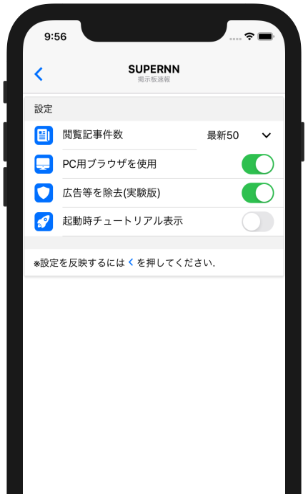 9:56
SUPERNN
掲示板速報
設定
閲覧記事件数 最新50
PC用ブラウザを使用
広告等を除去(実験版)
起動時チュートリアル表示
※設定を反映するには < を押してください.